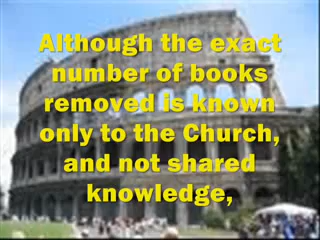 Although the exact
number of books
removed is known
only to the Church,
and not shared
knowledge,